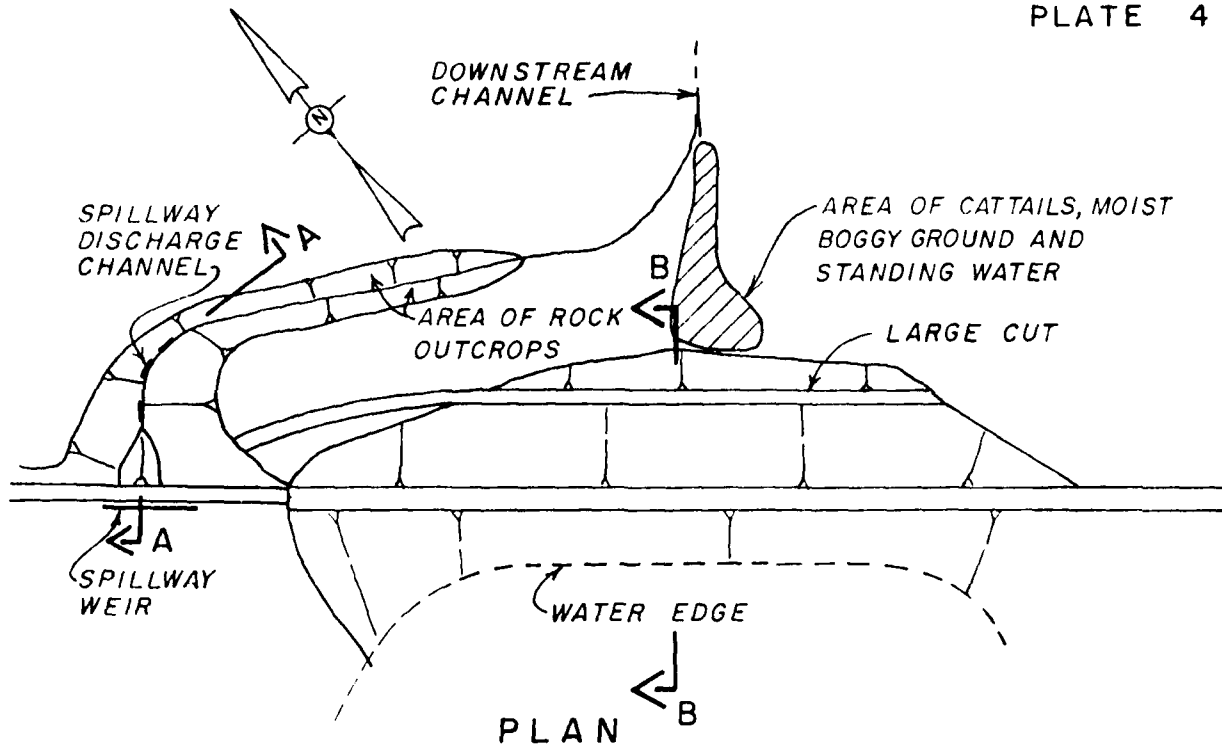 PLATE 4
DOWNSTREAM
CHANNEL
N
SPILLWAY
DISCHARGE
CHANNEL
A
AREA OF CATTAILS, MOIST
BOGGY GROUND AND
STANDING WATER
B
AREA OF ROCK
OUTCROPS
LARGE CUT
A
SPILLWAY
WEIR
WATER EDGE
B
PLAN